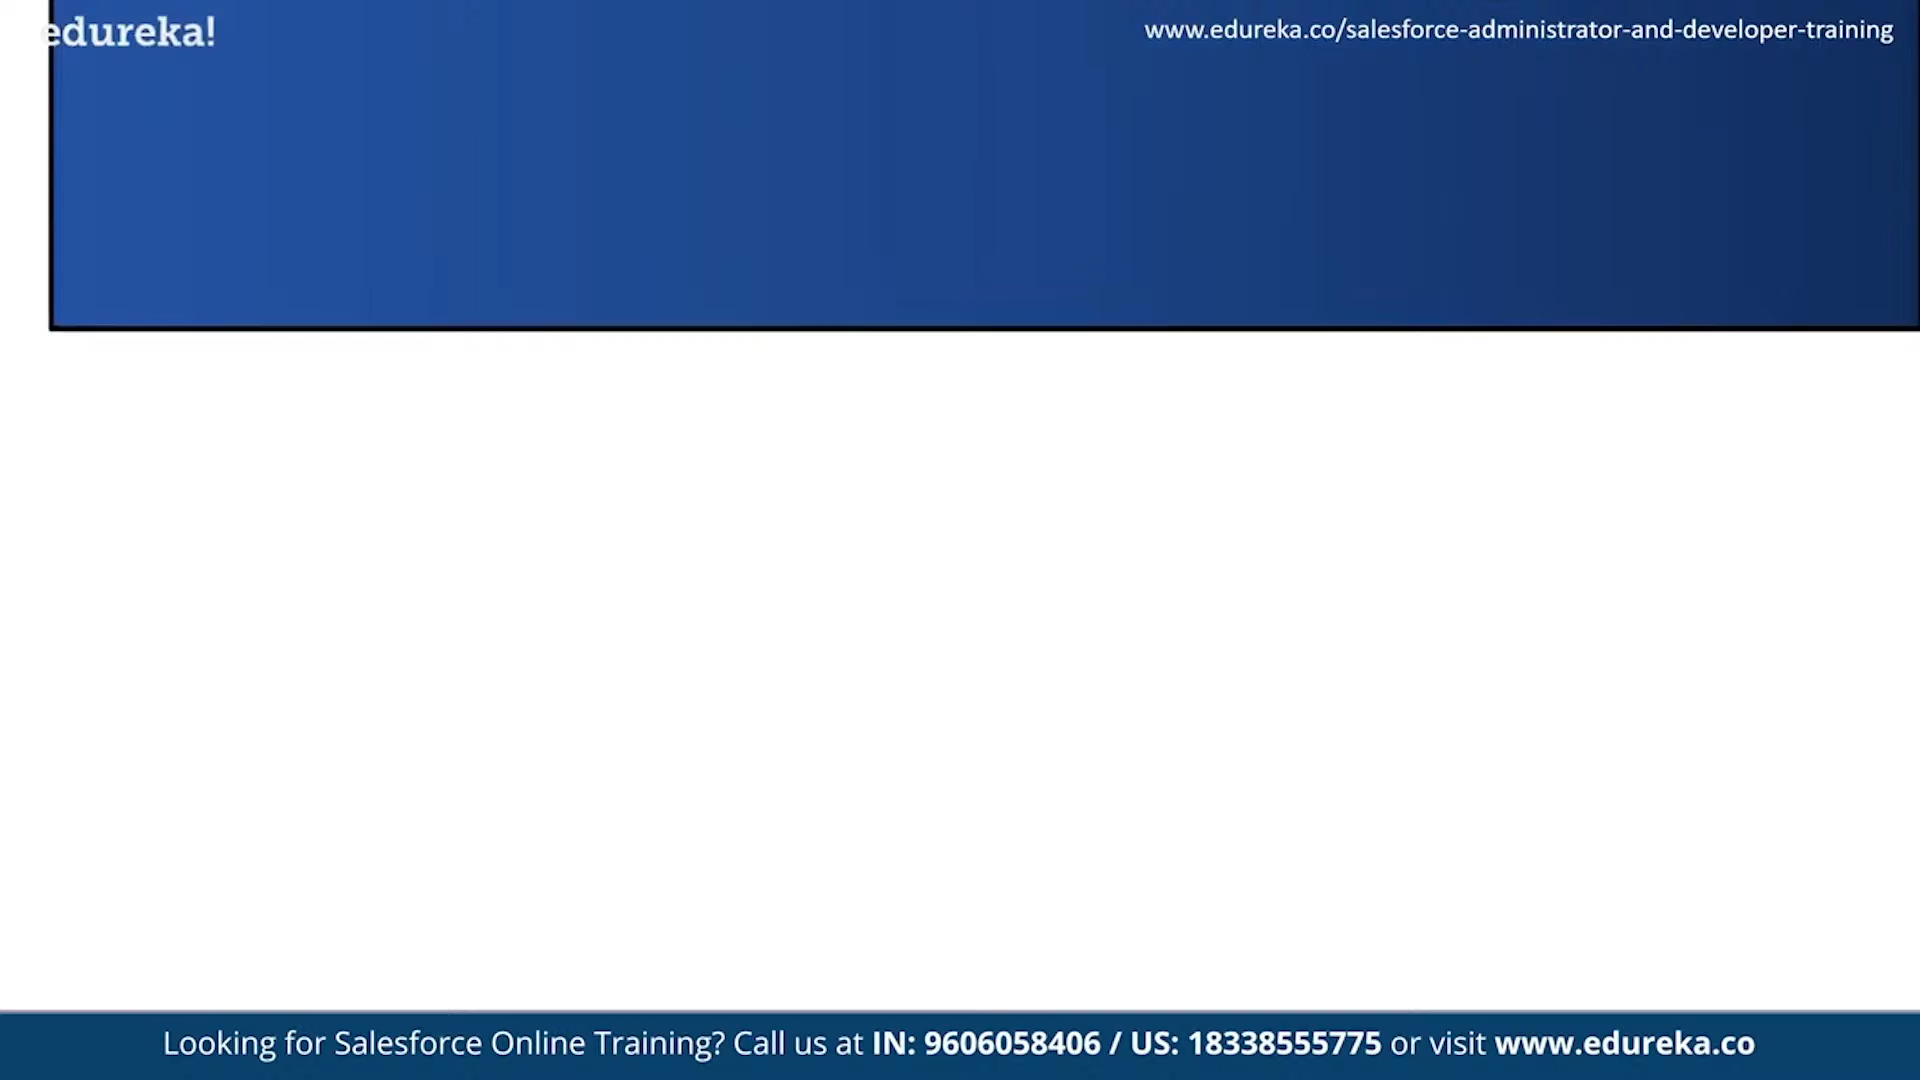 edureka!
www.edureka.co/salesforce-administrator-and-developer-training
Looking for Salesforce Online Training? Call us at IN: 9606058406 / US: 18338555775 or visit www.edureka.co